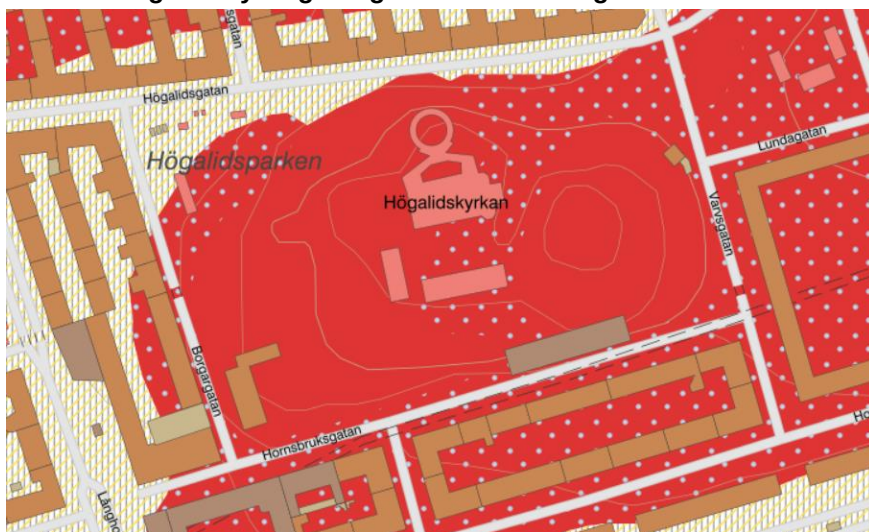 Högalidsgatan
Högalidsparken
Högalidskyrkan
Lundagatan
Varvsgatan
Borgargatan
Hornsbruksgatan